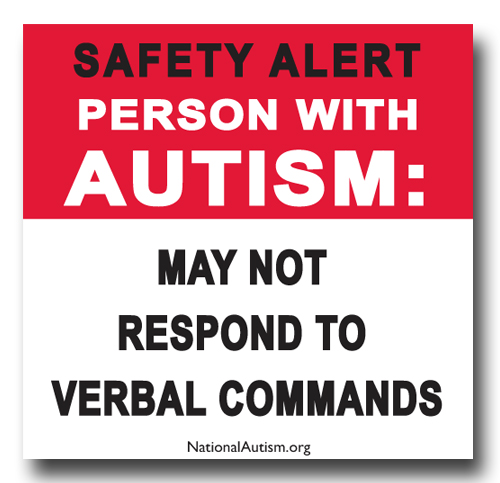 SAFETY ALERT
PERSON WITH
AUTISM:
MAY NOT
RESPOND TO
VERBAL COMMANDS
NationalAutism.org